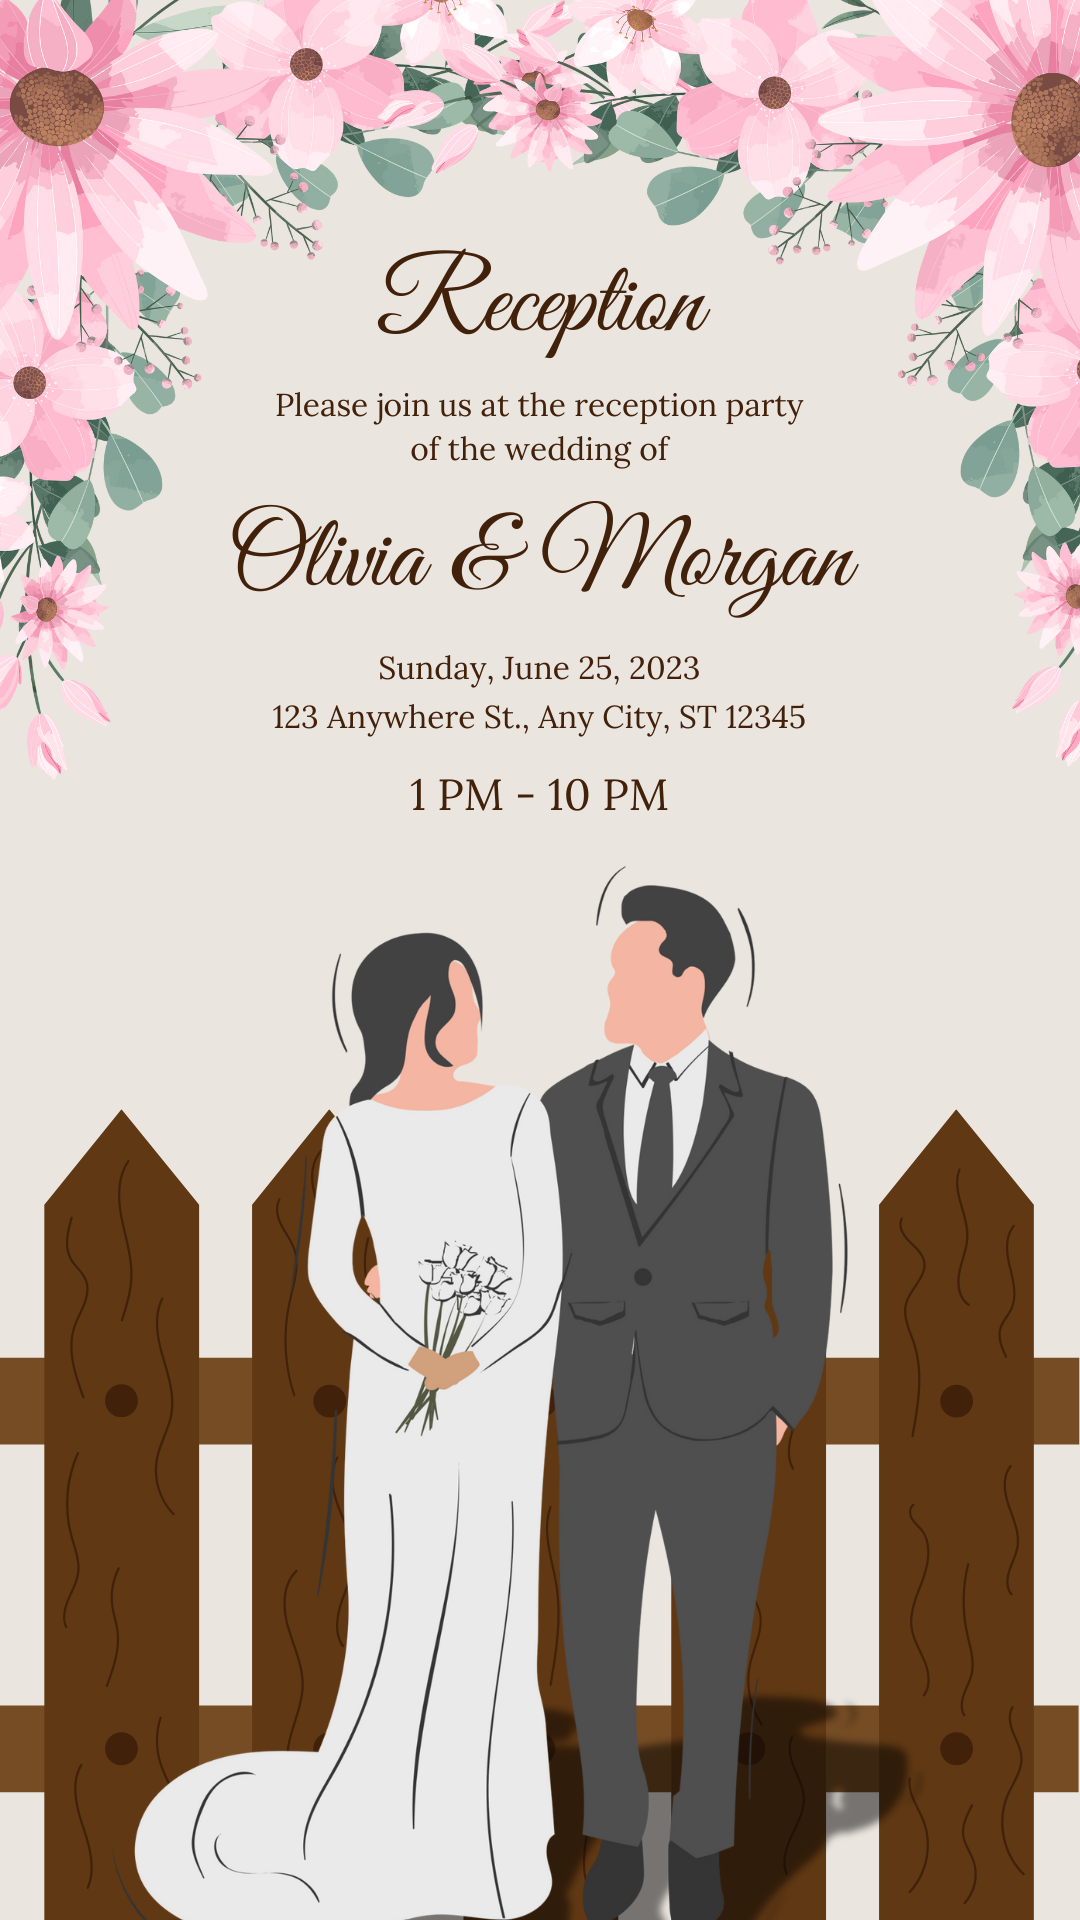 Reception
Please join us at the reception party
of the wedding of
Olivia & Morgan
Sunday, June 25, 2023
123 Anywhere St., Any City, ST 12345
1 PM - 10 PM